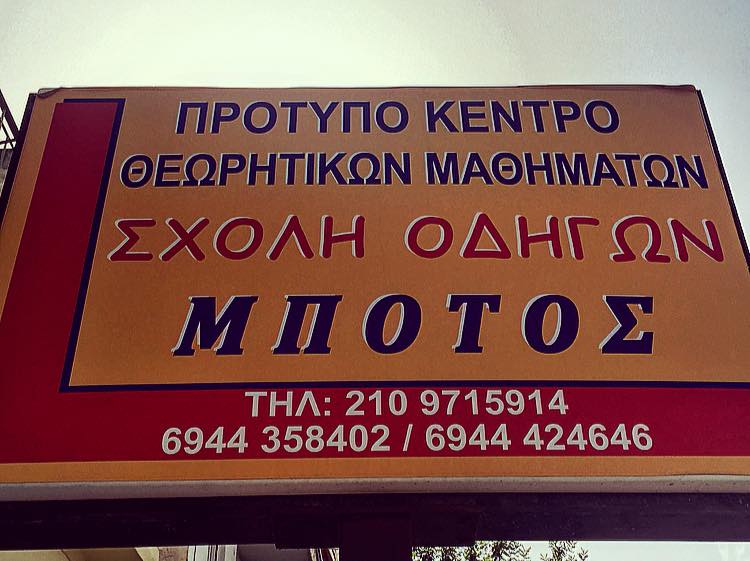 ΠΡΟΤΥΠΟ ΚΕΝΤΡΟ
ΘΕΩΡΗΤΙΚΩΝ ΜΑΘΗΜΑΤΩΝ
ΣΧΟΛΗ ΟΔΗΓΩΝ
ΜΠΟΤΟΣ
ΤΗΛ: 210 9715914
6944 358402 / 6944 424646